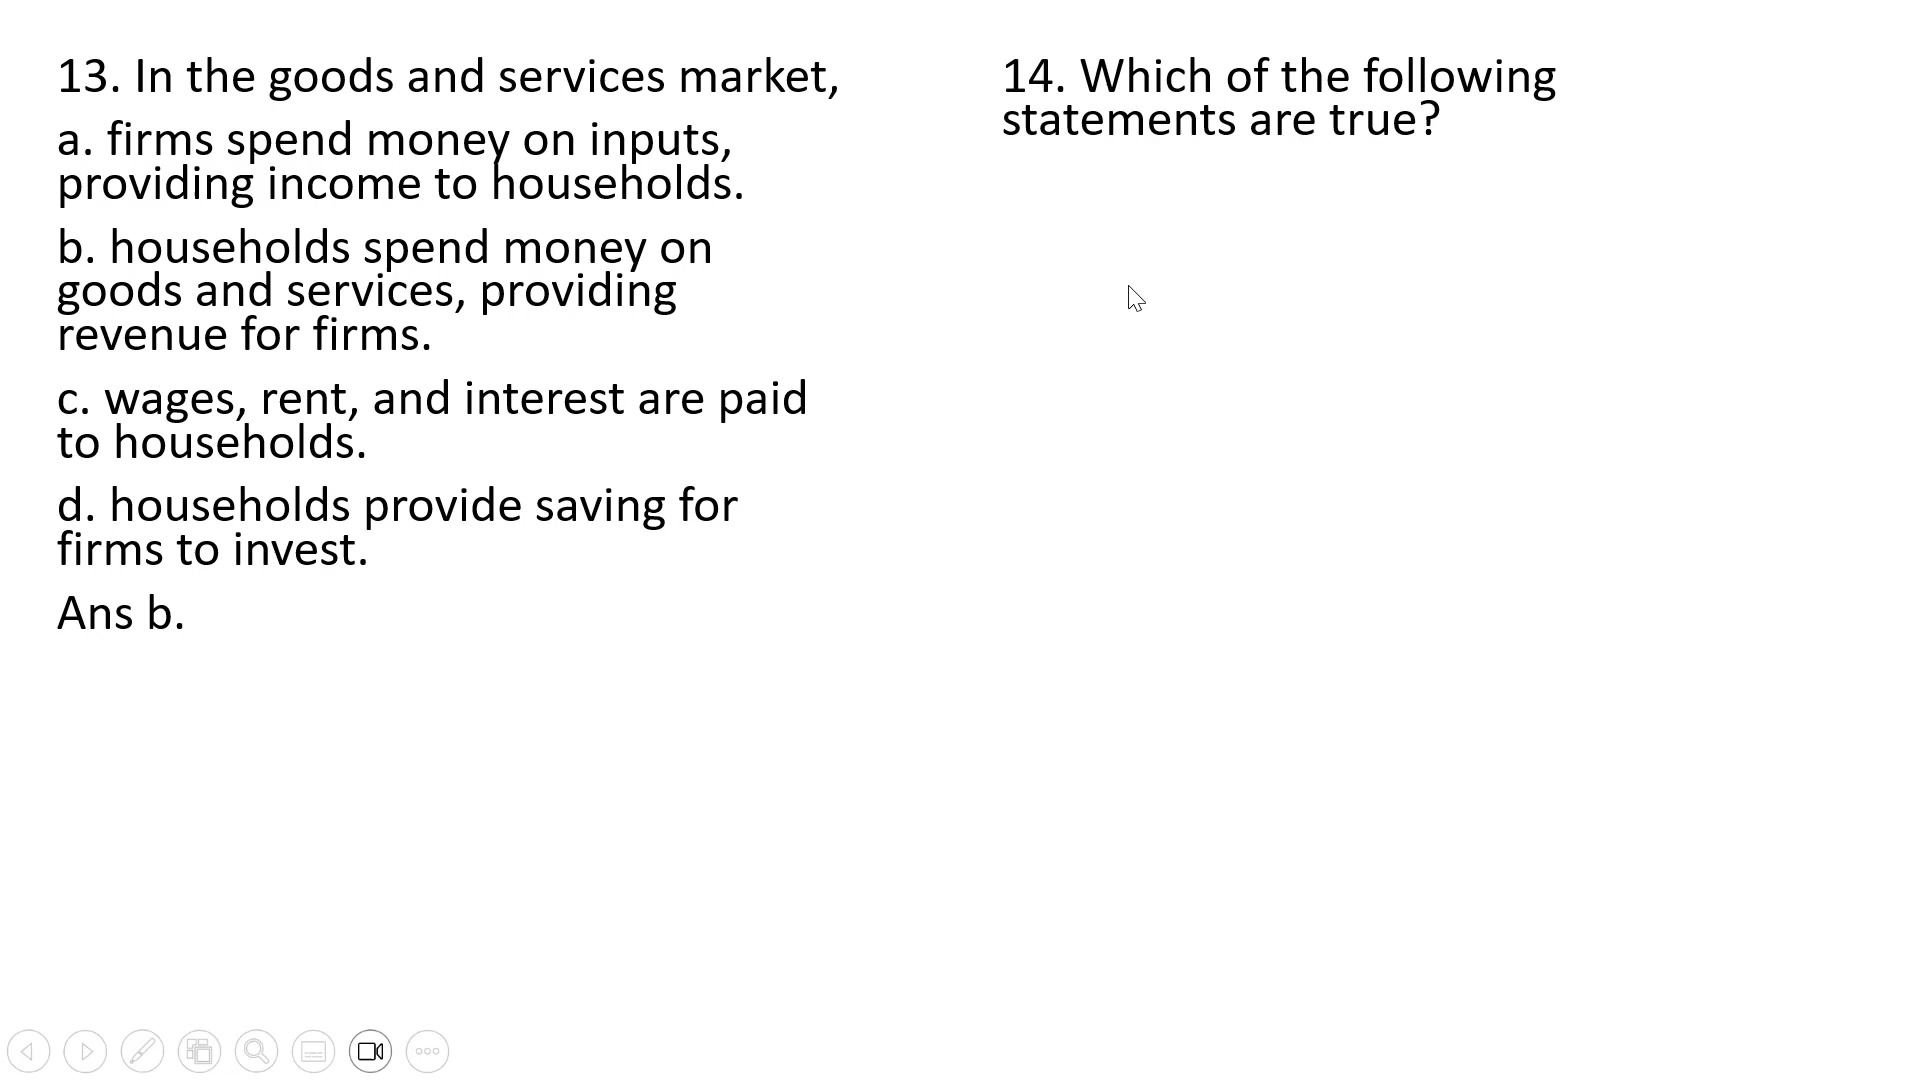 13. In the goods and services market,
a. firms spend money on inputs,
providing income to households.
b. households spend money on
goods and services, providing
revenue for firms.
c. wages, rent, and interest are paid
to households.
d. households provide saving for
firms to invest.
Ans b.
14. Which of the following
statements are true?